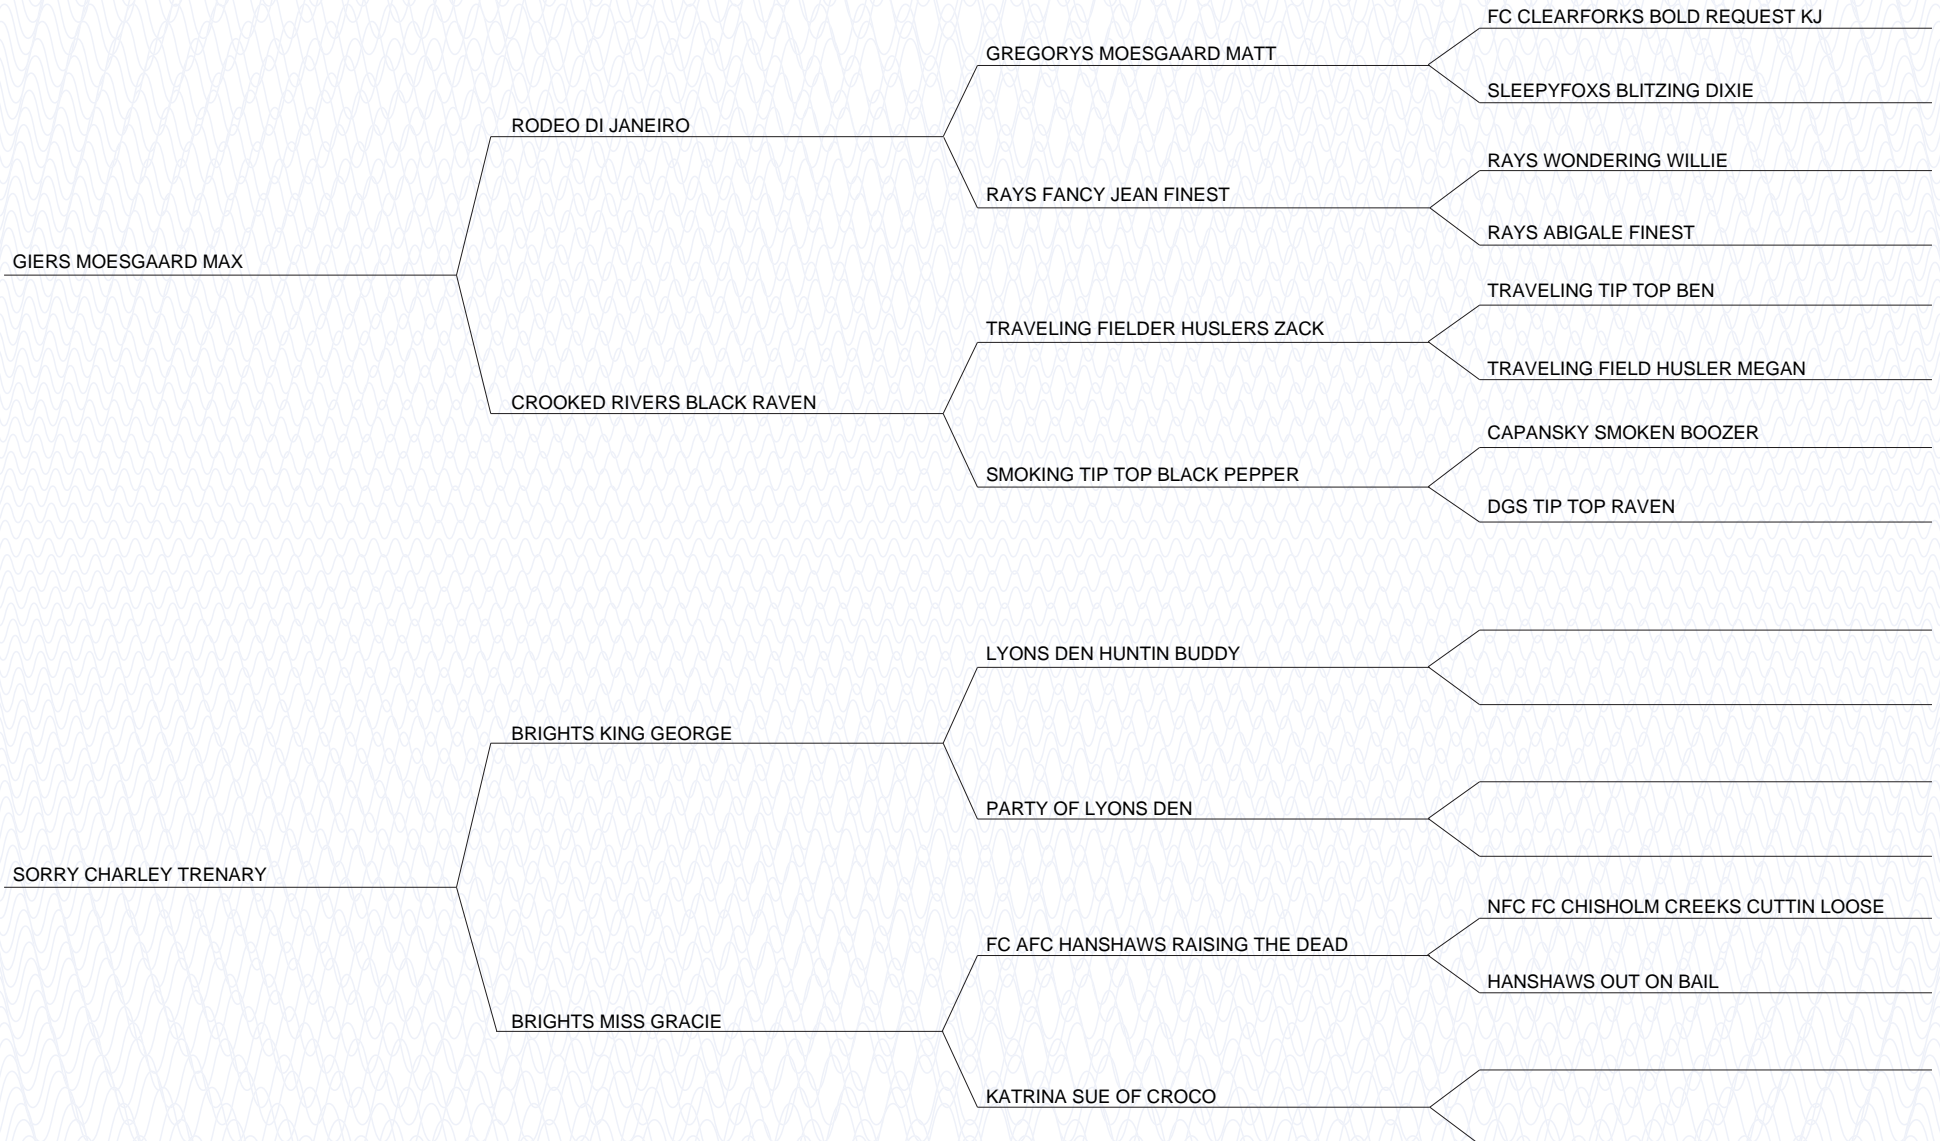 FC CLEARFORKS BOLD REQUEST KJ
GREGORYS MOESGAARD MATT
SLEEPYFOXS BLITZING DIXIE
RODEO DI JANEIRO
RAYS WONDERING WILLIE
RAYS FANCY JEAN FINEST
RAYS ABIGALE FINEST
GIERS MOESGAARD MAX
TRAVELING TIP TOP BEN
TRAVELING FIELDER HUSLERS ZACK
TRAVELING FIELD HUSLER MEGAN
CROOKED RIVERS BLACK RAVEN
CAPANSKY SMOKEN BOOZER
SMOKING TIP TOP BLACK PEPPER
DGS TIP TOP RAVEN
LYONS DEN HUNTIN BUDDY
BRIGHTS KING GEORGE
PARTY OF LYONS DEN
SORRY CHARLEY TRENARY
NFC FC CHISHOLM CREEKS CUTTIN LOOSE
FC AFC HANSHAWS RAISING THE DEAD
HANSHAWS OUT ON BAIL
BRIGHTS MISS GRACIE
KATRINA SUE OF CROCO